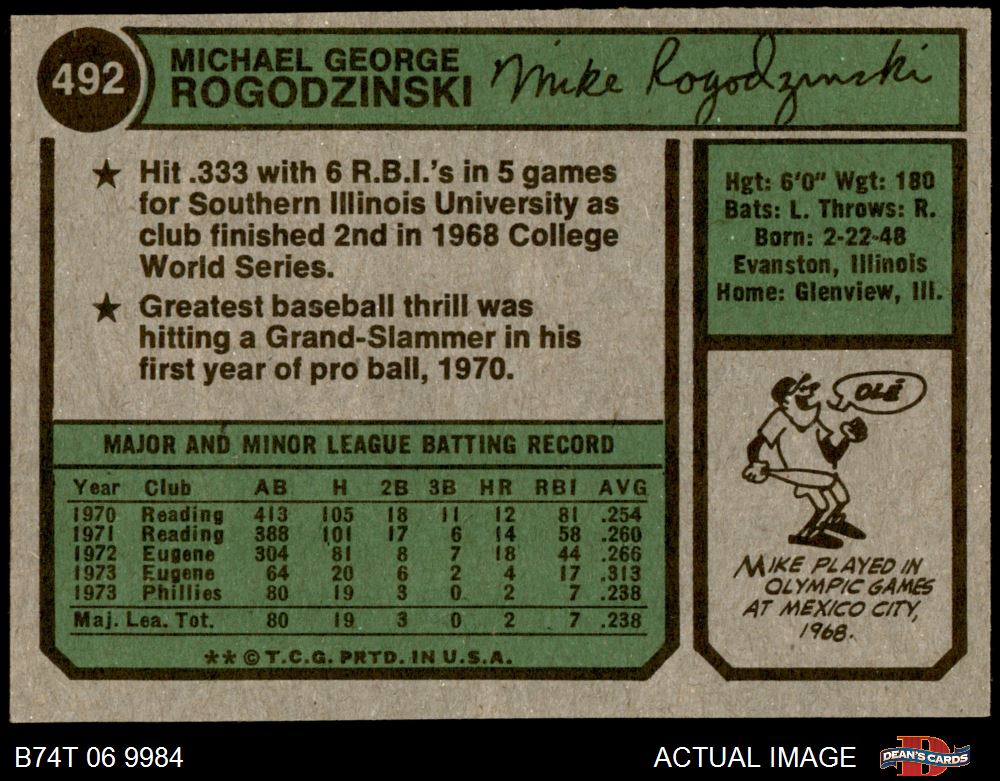 492
MICHAEL GEORGE
ROGODZINSKI
Mike Rogodzinski
★ Hit .333 with 6 R.B.I.'s in 5 games
for Southern Illinois University as
club finished 2nd in 1968 College
World Series.
★ Greatest baseball thrill was
hitting a Grand-Slammer in his
first year of pro ball, 1970.
Hgt: 6'0" Wgt: 180
Bats: L. Throws: R.
Born: 2-22-48
Evanston, Illinois
Home: Glenview, Ill.
OLÉ
MIKE PLAYED IN
OLYMPIC GAMES
AT MEXICO CITY,
1968.
MAJOR AND MINOR LEAGUE BATTING RECORD
Year Club AB H 2B 3B HR RBI AVG
1970 Reading 413 105 18 11 12 81 .254
1971 Reading 388 101 17 6 14 58 .260
1972 Eugene 304 81 8 7 18 44 .266
1973 Eugene 64 20 6 2 4 17 .313
1973 Phillies 80 19 3 0 2 7 .238
Maj. Lea. Tot. 80 19 3 0 2 7 .238
** © T.C.G. PRTD. IN U.S.A.
B74T 06 9984
ACTUAL IMAGE
D
DEAN'S CARDS